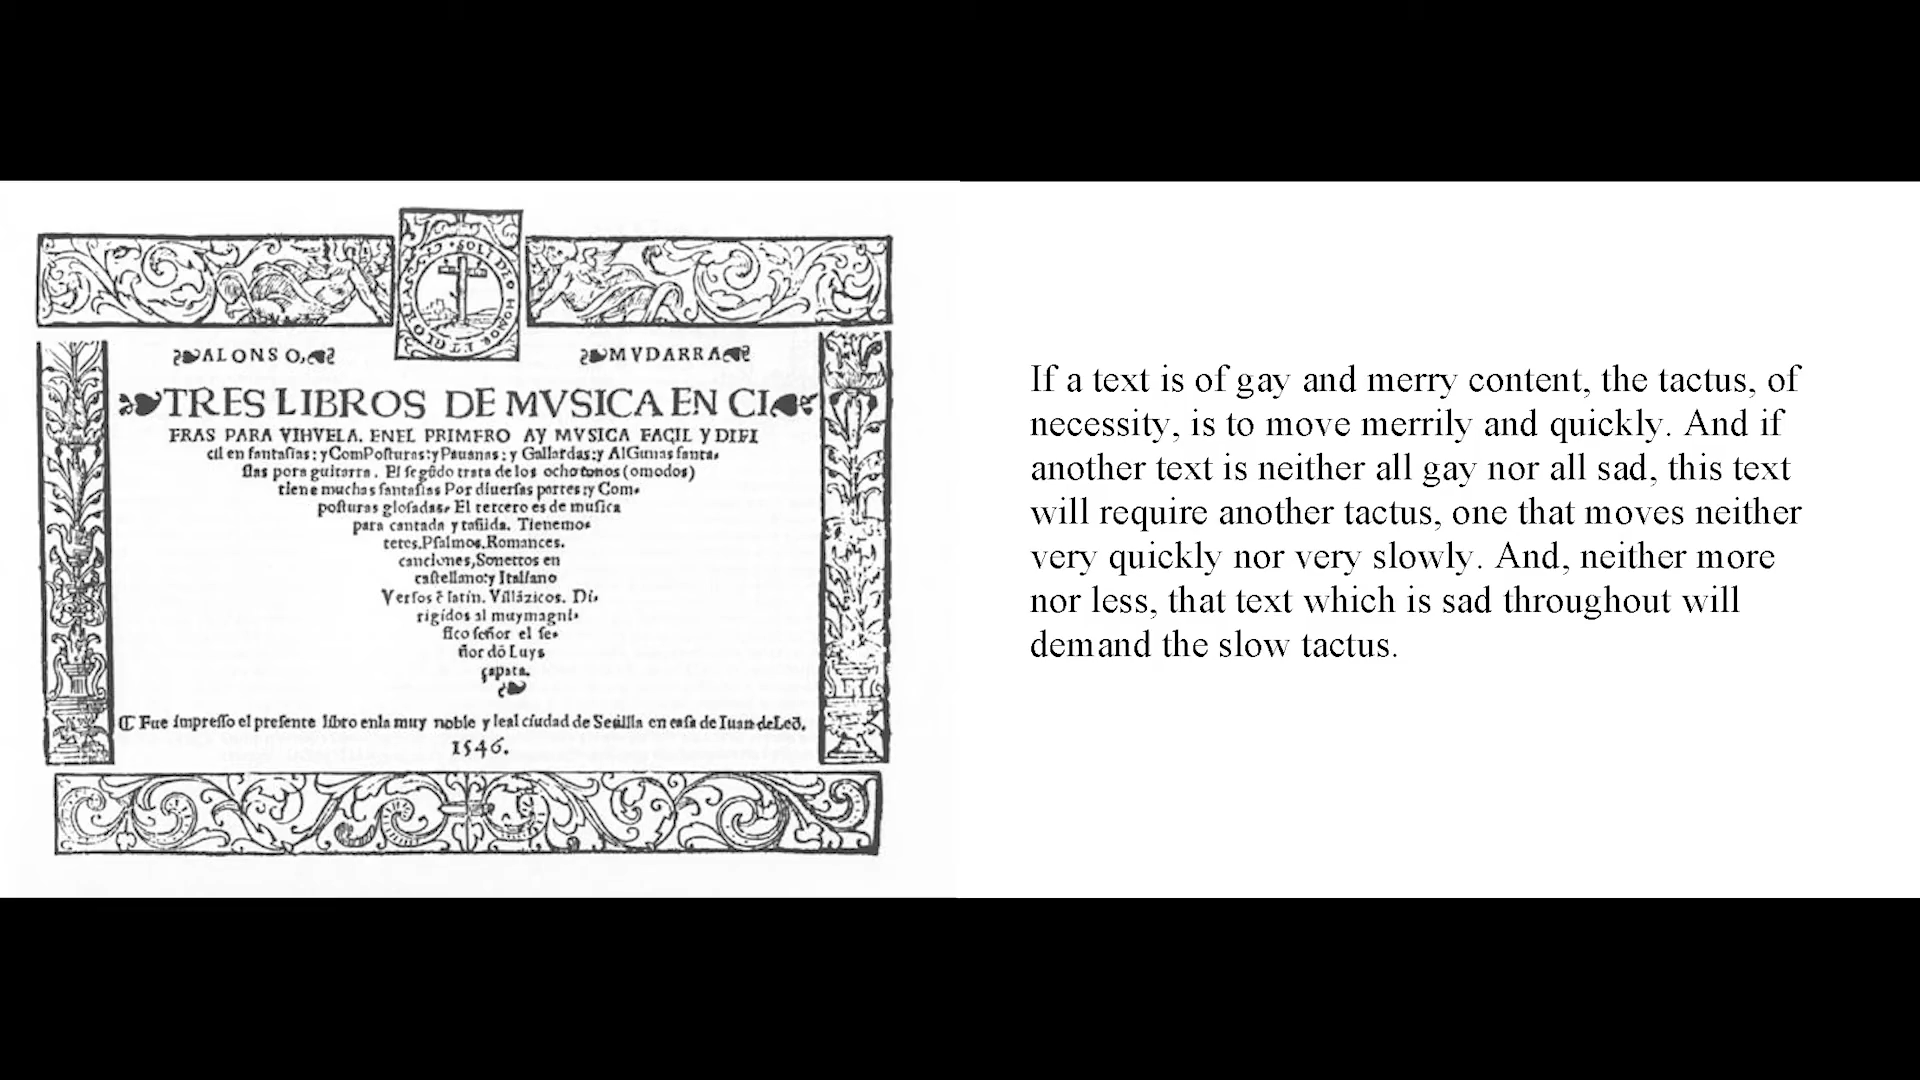 SOLI DEO HONOR ET GLORIA
ALONSO,
MVDARRA
TRES LIBROS DE MVSICA EN CI
FRAS PARA VIHVELA. ENEL PRIMERO AY MVSICA FACIL Y DIFI
cil en fantasias: y ComPosturas: y Pauanas: y Gallardas: y AlGunas fanta-
sias pora guitarra. El segũdo trata de los ocho tonos (o modos)
tiene muchas fantasias Por diuersas partes: y Com-
posturas glosadas. El tercero es de musica
para cantada y tañida. Tiene mo-
tetes. Psalmos. Romances.
canciones, Sonettos en
castellano: y Italiano
Versos ẽ latin. Villãzicos. Di-
rigidos al muy magni-
fico señor el se-
ñor dõ Luys
çapata.
¶ Fue impresso el presente libro enla muy noble y leal ciudad de Seuilla en casa de Iuan de Leõ.
1546.
If a text is of gay and merry content, the tactus, of
necessity, is to move merrily and quickly. And if
another text is neither all gay nor all sad, this text
will require another tactus, one that moves neither
very quickly nor very slowly. And, neither more
nor less, that text which is sad throughout will
demand the slow tactus.